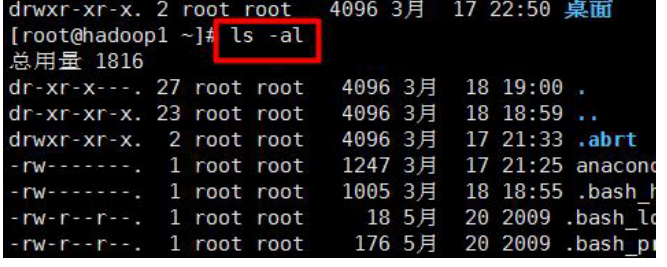 drwxr-xr-x. 2 root root 4096 3月 17 22:50 桌面
[root@hadoop1 ~]# ls -al
总用量 1816
dr-xr-x---. 27 root root 4096 3月 18 19:00 .
dr-xr-xr-x. 23 root root 4096 3月 18 18:59 ..
drwxr-xr-x. 2 root root 4096 3月 17 21:33 .abrt
-rw-------. 1 root root 1247 3月 17 21:25 anacond
-rw-------. 1 root root 1005 3月 18 18:55 .bash_h
-rw-r--r--. 1 root root 18 5月 20 2009 .bash_lo
-rw-r--r--. 1 root root 176 5月 20 2009 .bash_pr